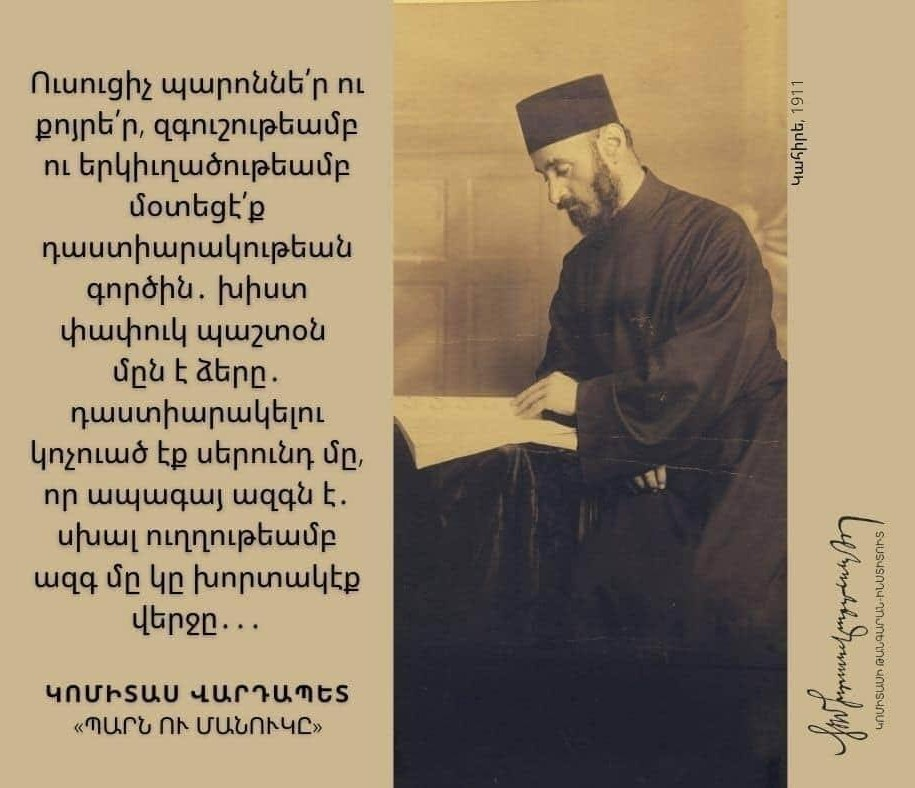 Ուսուցիչ պարոննե՛ր ու
քոյրե՛ր, զգուշութեամբ
ու երկիւղածութեամբ
մօտեցէ՛ք
դաստիարակութեան
գործին. խիստ
փափուկ պաշտօն
մըն է ձերը.
դաստիարակելու
կոչուած էք սերունդ մը,
որ ապագայ ազգն է.
սխալ ուղղութեամբ
ազգ մը կը խորտակէք
վերջը...
ԿՈՄԻՏԱՍ ՎԱՐԴԱՊԵՏ
«ՊԱՐՆ ՈՒ ՄԱՆՈՒԿԸ»
Կահիրե, 1911
ԿՈՄԻՏԱՍԻ ԹԱՆԳԱՐԱՆ-ԻՆՍՏԻՏՈՒՏ